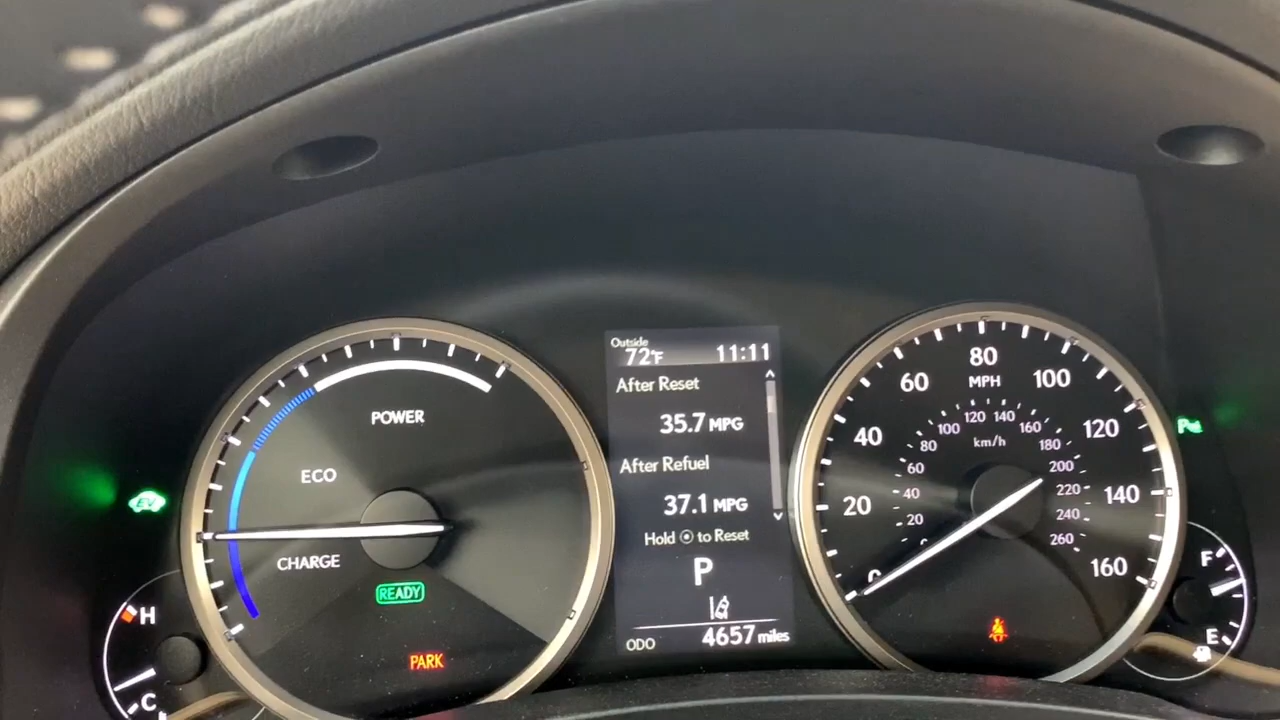 POWER
ECO
CHARGE
READY
PARK
EV
H
C
Outside
72°F 11:11
After Reset
35.7 MPG
After Refuel
37.1 MPG
Hold ⦿ to Reset
P
ODO 4657 miles
0
20
40
60
80
100
120
140
160
MPH
20
40
60
80
100
120
140
160
180
200
220
240
260
km/h
F
E